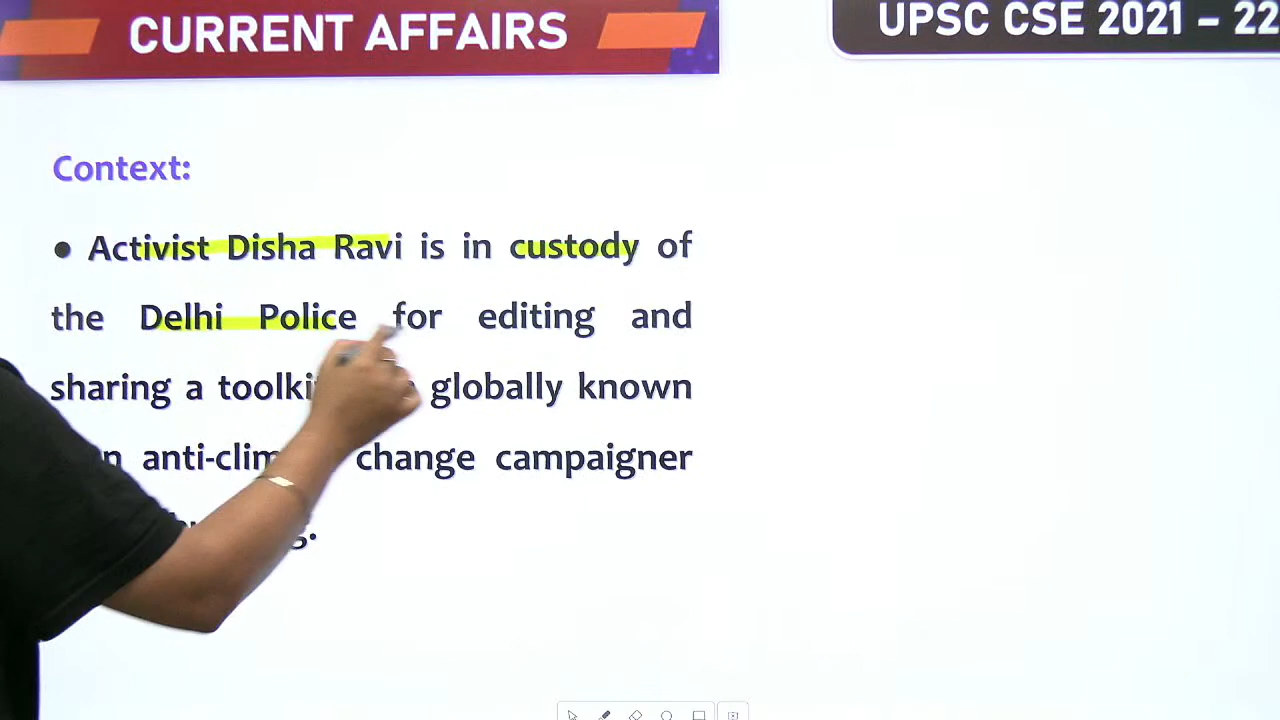 CURRENT AFFAIRS
UPSC CSE 2021 – 22
Context:
● Activist Disha Ravi is in custody of
the Delhi Police for editing and
sharing a globally known
anti-clim change campaigner